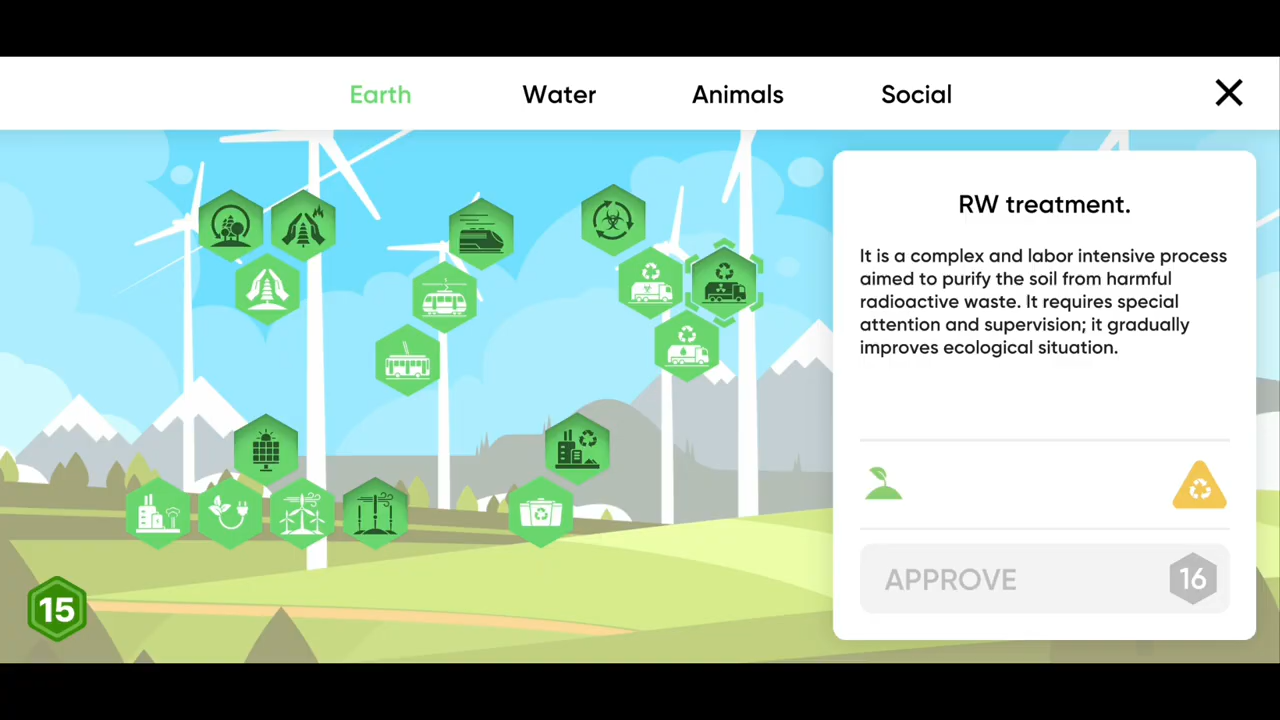 Earth
Water
Animals
Social
RW treatment.
It is a complex and labor intensive process
aimed to purify the soil from harmful
radioactive waste. It requires special
attention and supervision; it gradually
improves ecological situation.
APPROVE
16
15